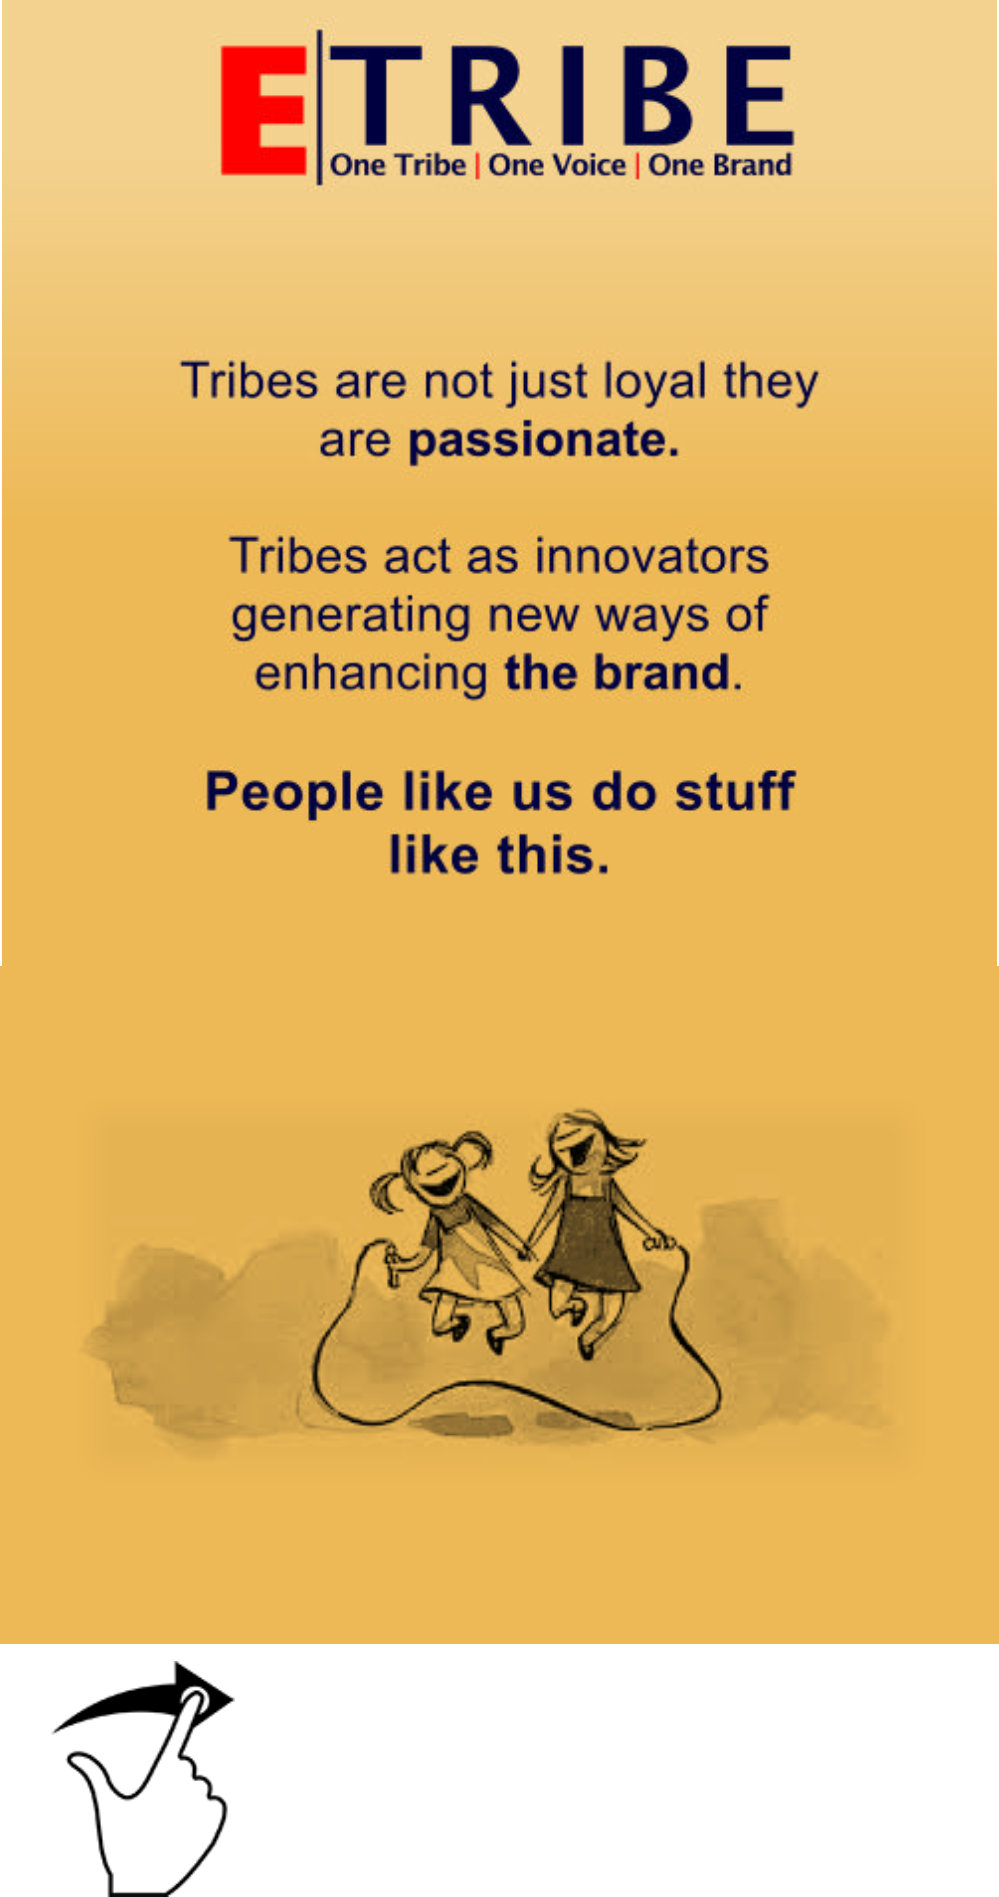 E TRIBE
One Tribe | One Voice | One Brand
Tribes are not just loyal they
are passionate.
Tribes act as innovators
generating new ways of
enhancing the brand.
People like us do stuff
like this.